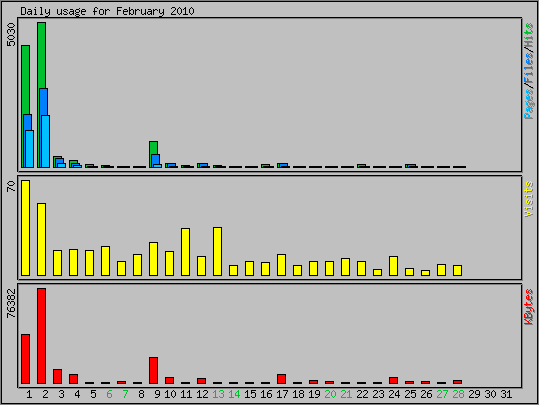 Daily usage for February 2010
5030
Pages/Files/Hits
70
Visits
76382
KBytes
1 2 3 4 5 6 7 8 9 10 11 12 13 14 15 16 17 18 19 20 21 22 23 24 25 26 27 28 29 30 31